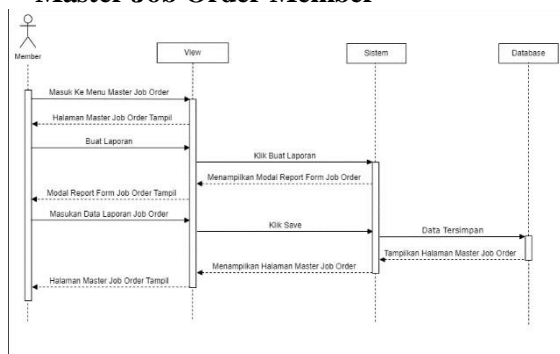 Master Job Order Member
Member
View
Sistem
Database
Masuk Ke Menu Master Job Order
Halaman Master Job Order Tampil
Buat Laporan
Klik Buat Laporan
Menampilkan Modal Report Form Job Order
Modal Report Form Job Order Tampil
Masukan Data Laporan Job Order
Klik Save
Data Tersimpan
Tampilkan Halaman Master Job Order
Menampilkan Halaman Master Job Order
Halaman Master Job Order Tampil